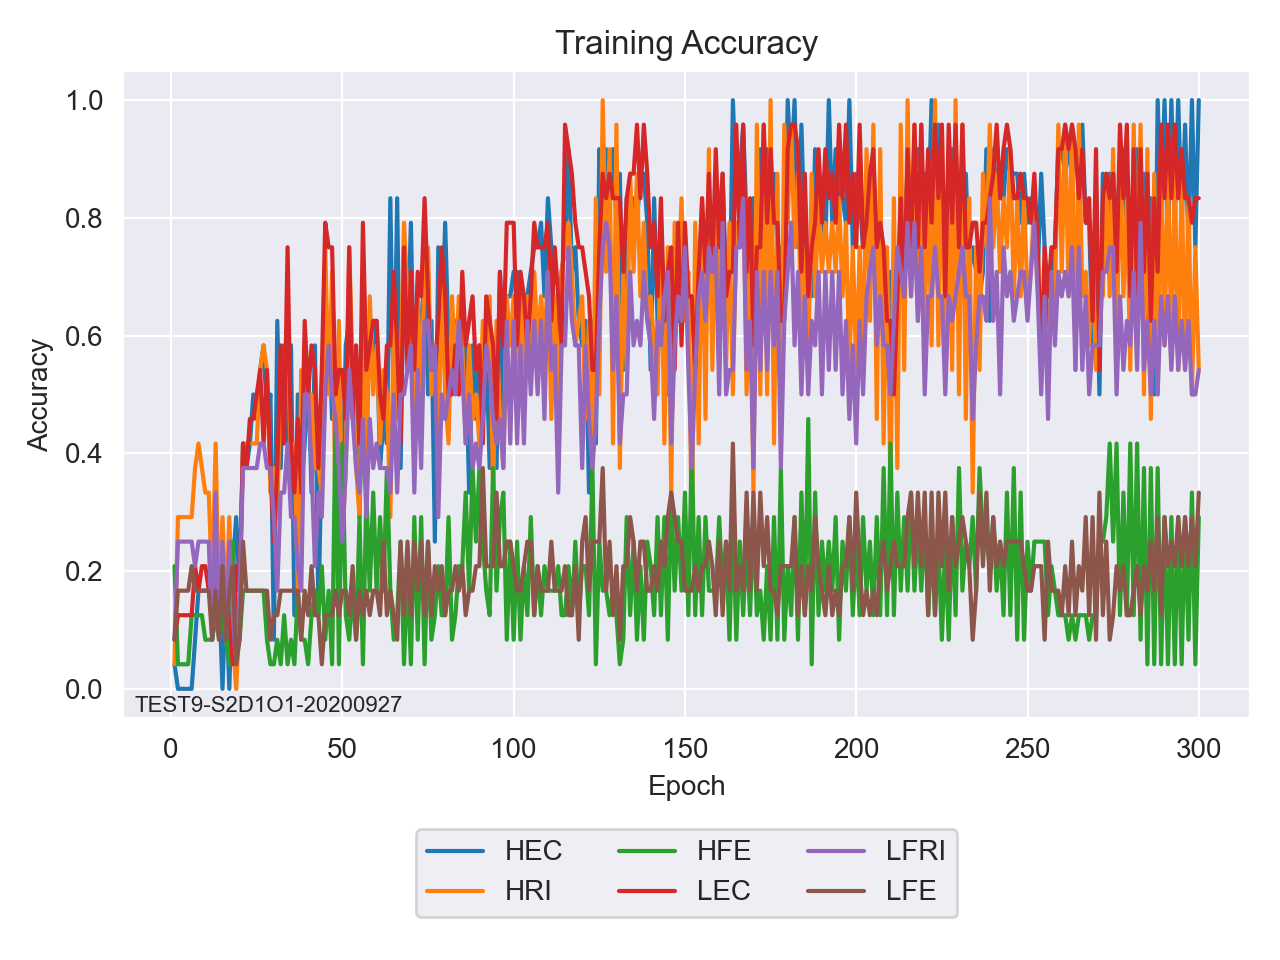 Training Accuracy
1.0
0.8
0.6
0.4
0.2
0.0
Accuracy
TEST9-S2D1O1-20200927
0 50 100 150 200 250 300
Epoch
HEC HFE LFRI
HRI LEC LFE